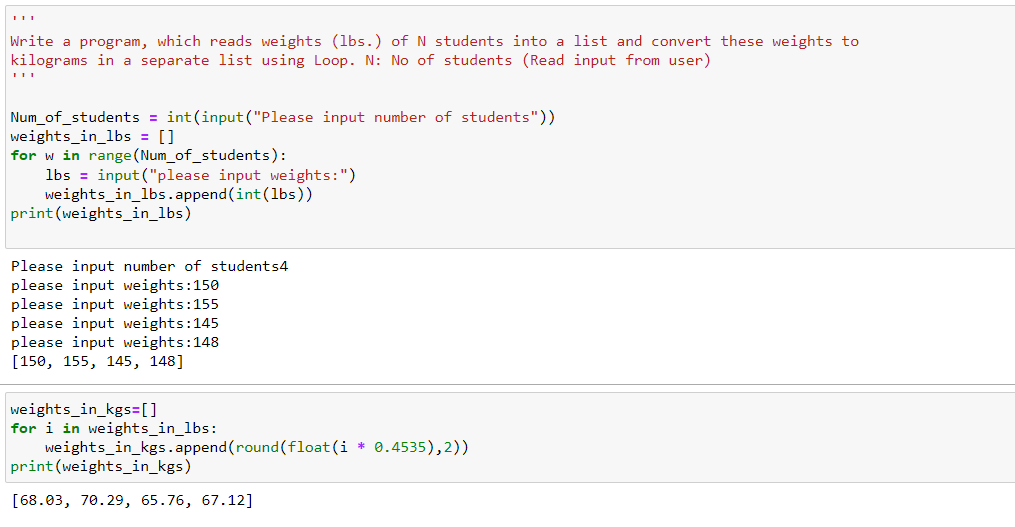 '''
Write a program, which reads weights (lbs.) of N students into a list and convert these weights to
kilograms in a separate list using Loop. N: No of students (Read input from user)
'''
Num_of_students = int(input("Please input number of students"))
weights_in_lbs = []
for w in range(Num_of_students):
    lbs = input("please input weights:")
    weights_in_lbs.append(int(lbs))
print(weights_in_lbs)
Please input number of students4
please input weights:150
please input weights:155
please input weights:145
please input weights:148
[150, 155, 145, 148]
weights_in_kgs=[]
for i in weights_in_lbs:
    weights_in_kgs.append(round(float(i * 0.4535),2))
print(weights_in_kgs)
[68.03, 70.29, 65.76, 67.12]